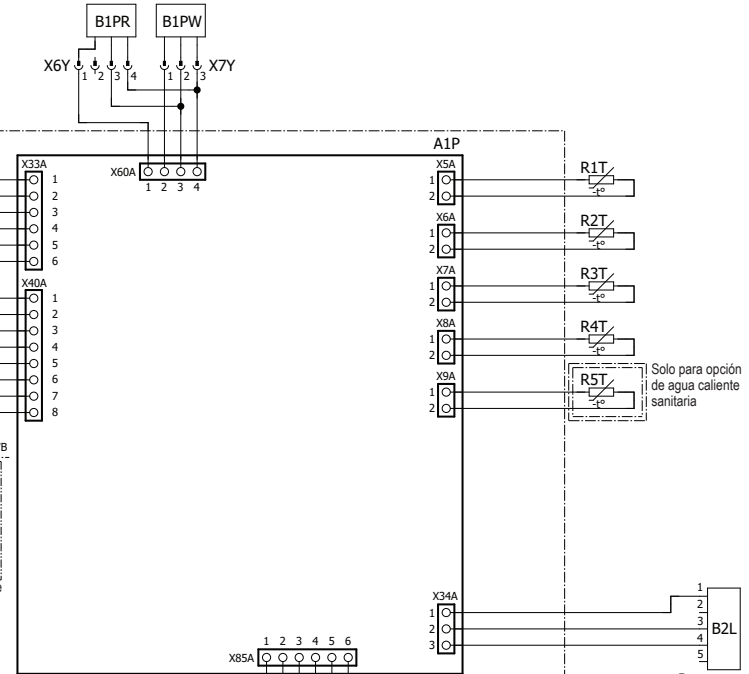 B1PR B1PW
X6Y 1 2 3 4 1 2 3 X7Y
A1P
X33A X60A X5A
1 2 3 4
1
2
3
4
5
6
1
2
R1T
-t°
X6A
1
2
R2T
-t°
X40A
1
2
3
4
5
6
7
8
X7A
1
2
R3T
-t°
X8A
1
2
R4T
-t°
X9A
1
2
R5T
-t°
Solo para opción
de agua caliente
sanitaria
X34A
1
2
3
1
2
3
4
5
B2L
1 2 3 4 5 6
X85A